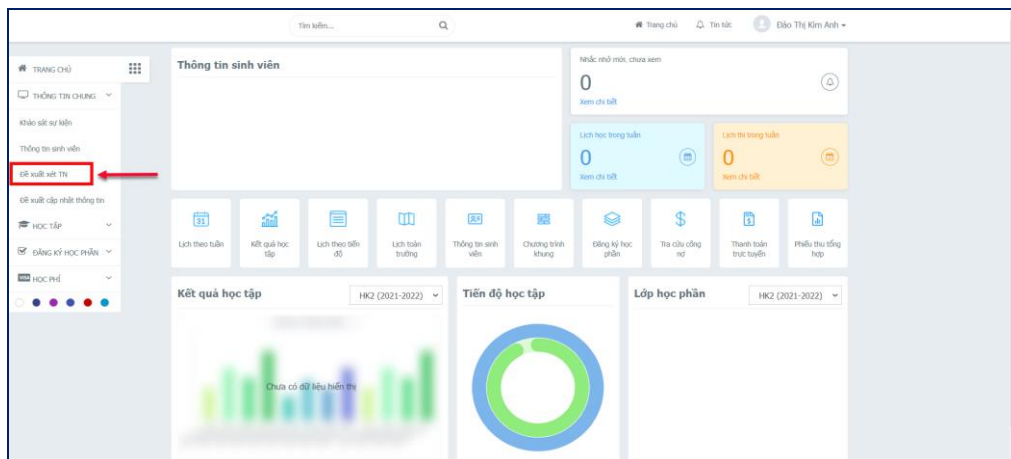 Tìm kiếm...
Trang chủ
Tin tức
Đào Thị Kim Anh
TRANG CHỦ
THÔNG TIN CHUNG
Khảo sát sự kiện
Thông tin sinh viên
Đề xuất xét TN
Đề xuất cập nhật thông tin
HỌC TẬP
ĐĂNG KÝ HỌC PHẦN
VISA HỌC PHÍ
Thông tin sinh viên
Nhắc nhở mới, chưa xem
0
Xem chi tiết
Lịch học trong tuần
0
Xem chi tiết
Lịch thi trong tuần
0
Xem chi tiết
31
Lịch theo tuần
Kết quả học
tập
Lịch theo tiến
độ
Lịch toàn
trường
Thông tin sinh
viên
Chương trình
khung
Đăng ký học
phần
Tra cứu công
nợ
Thanh toán
trực tuyến
Phiếu thu tổng
hợp
Kết quả học tập
HK2 (2021-2022)
Chưa có dữ liệu hiển thị
Tiến độ học tập
Lớp học phần
HK2 (2021-2022)